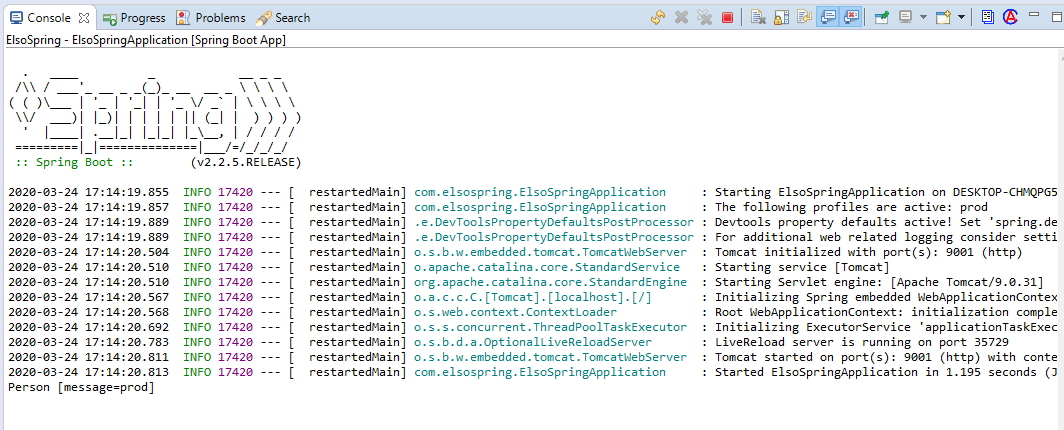 Console Progress Problems Search
ElsoSpring - ElsoSpringApplication [Spring Boot App]
  .   ____          _            __ _ _
 /\\ / ___'_ __ _ _(_)_ __  __ _ \ \ \ \
( ( )\___ | '_ | '_| | '_ \/ _` | \ \ \ \
 \\/  ___)| |_)| | | | | || (_| |  ) ) ) )
  '  |____| .__|_| |_|_| |_\__, | / / / /
 =========|_|==============|___/=/_/_/_/
 :: Spring Boot ::        (v2.2.5.RELEASE)
2020-03-24 17:14:19.855  INFO 17420 --- [  restartedMain] com.elsospring.ElsoSpringApplication     : Starting ElsoSpringApplication on DESKTOP-CHMQPG5
2020-03-24 17:14:19.857  INFO 17420 --- [  restartedMain] com.elsospring.ElsoSpringApplication     : The following profiles are active: prod
2020-03-24 17:14:19.889  INFO 17420 --- [  restartedMain] .e.DevToolsPropertyDefaultsPostProcessor : Devtools property defaults active! Set 'spring.de
2020-03-24 17:14:19.889  INFO 17420 --- [  restartedMain] .e.DevToolsPropertyDefaultsPostProcessor : For additional web related logging consider setti
2020-03-24 17:14:20.504  INFO 17420 --- [  restartedMain] o.s.b.w.embedded.tomcat.TomcatWebServer  : Tomcat initialized with port(s): 9001 (http)
2020-03-24 17:14:20.510  INFO 17420 --- [  restartedMain] o.apache.catalina.core.StandardService   : Starting service [Tomcat]
2020-03-24 17:14:20.510  INFO 17420 --- [  restartedMain] org.apache.catalina.core.StandardEngine  : Starting Servlet engine: [Apache Tomcat/9.0.31]
2020-03-24 17:14:20.567  INFO 17420 --- [  restartedMain] o.a.c.c.C.[Tomcat].[localhost].[/]       : Initializing Spring embedded WebApplicationContex
2020-03-24 17:14:20.568  INFO 17420 --- [  restartedMain] o.s.web.context.ContextLoader            : Root WebApplicationContext: initialization comple
2020-03-24 17:14:20.692  INFO 17420 --- [  restartedMain] o.s.s.concurrent.ThreadPoolTaskExecutor  : Initializing ExecutorService 'applicationTaskExec
2020-03-24 17:14:20.783  INFO 17420 --- [  restartedMain] o.s.b.d.a.OptionalLiveReloadServer       : LiveReload server is running on port 35729
2020-03-24 17:14:20.811  INFO 17420 --- [  restartedMain] o.s.b.w.embedded.tomcat.TomcatWebServer  : Tomcat started on port(s): 9001 (http) with conte
2020-03-24 17:14:20.813  INFO 17420 --- [  restartedMain] com.elsospring.ElsoSpringApplication     : Started ElsoSpringApplication in 1.195 seconds (J
Person [message=prod]